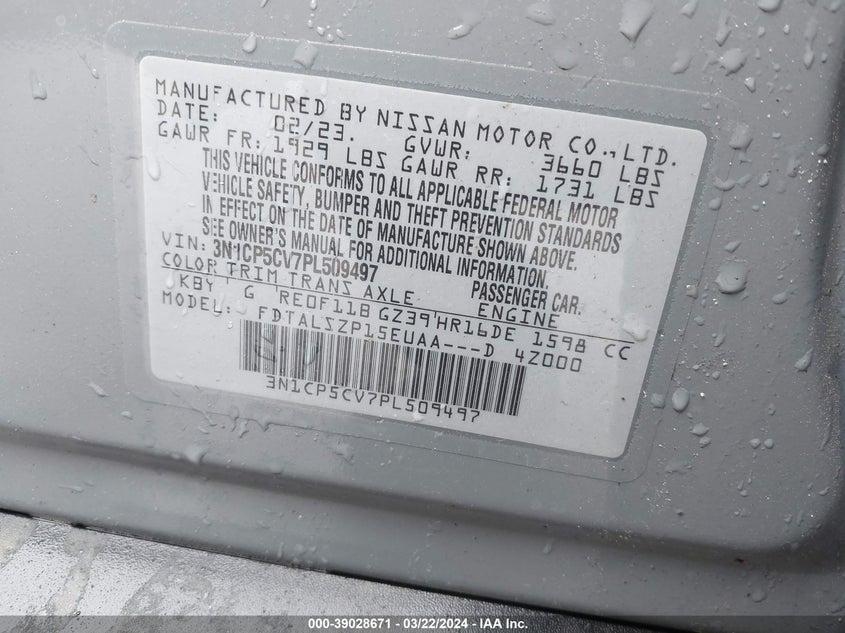 MANUFACTURED BY NISSAN MOTOR CO.,LTD.
DATE: 02/23. GVWR: 3660 LBS
GAWR FR: 1929 LBS GAWR RR: 1731 LBS
THIS VEHICLE CONFORMS TO ALL APPLICABLE FEDERAL MOTOR
VEHICLE SAFETY, BUMPER AND THEFT PREVENTION STANDARDS
IN EFFECT ON THE DATE OF MANUFACTURE SHOWN ABOVE.
SEE OWNER'S MANUAL FOR ADDITIONAL INFORMATION.
VIN: 3N1CP5CV7PL509497 PASSENGER CAR.
COLOR TRIM TRANS AXLE ENGINE
KBY G RE0F11B GZ39 HR16DE 1598 CC
MODEL: FDTALSZP15EUAA---D 4Z000
3N1CP5CV7PL509497
000-39028671 - 03/22/2024 - IAA Inc.